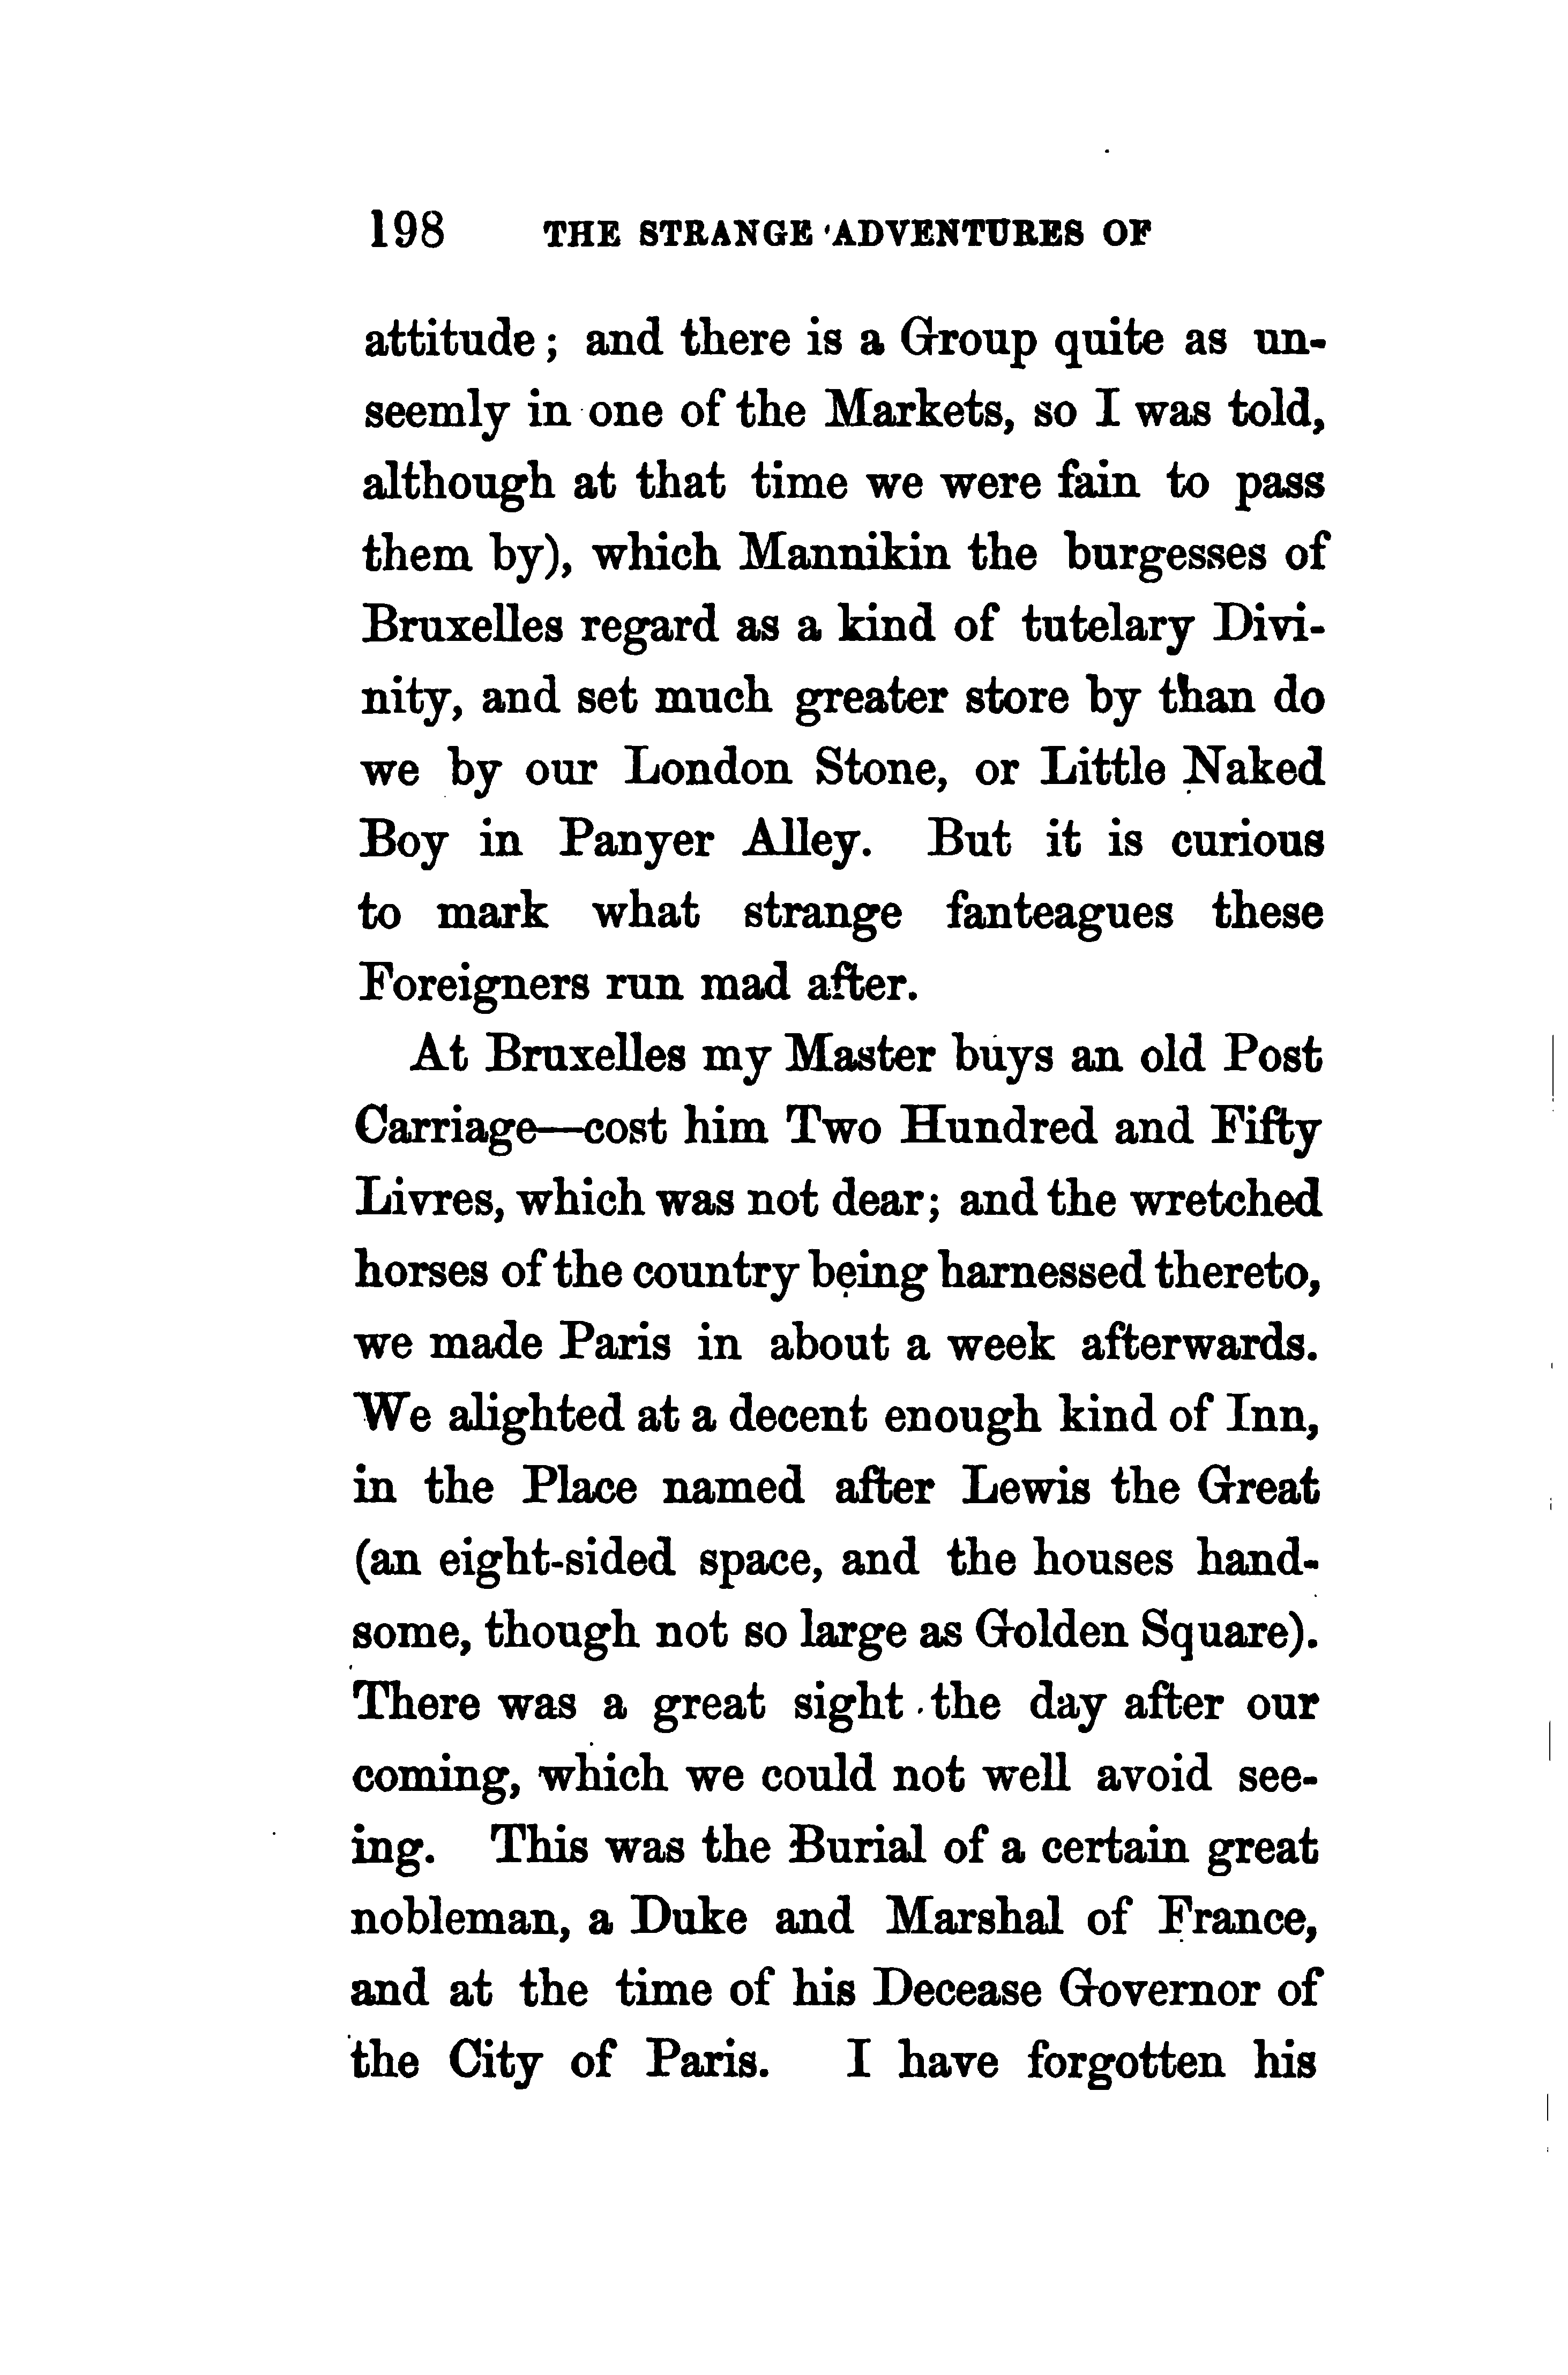 198 THE STRANGE ADVENTURES OF
attitude; and there is a Group quite as un-
seemly in one of the Markets, so I was told,
although at that time we were fain to pass
them by), which Mannikin the burgesses of
Bruxelles regard as a kind of tutelary Divi-
nity, and set much greater store by than do
we by our London Stone, or Little Naked
Boy in Panyer Alley. But it is curious
to mark what strange fanteagues these
Foreigners run mad after.
At Bruxelles my Master buys an old Post
Carriage—cost him Two Hundred and Fifty
Livres, which was not dear; and the wretched
horses of the country being harnessed thereto,
we made Paris in about a week afterwards.
We alighted at a decent enough kind of Inn,
in the Place named after Lewis the Great
(an eight-sided space, and the houses hand-
some, though not so large as Golden Square).
There was a great sight the day after our
coming, which we could not well avoid see-
ing. This was the Burial of a certain great
nobleman, a Duke and Marshal of France,
and at the time of his Decease Governor of
the City of Paris. I have forgotten his